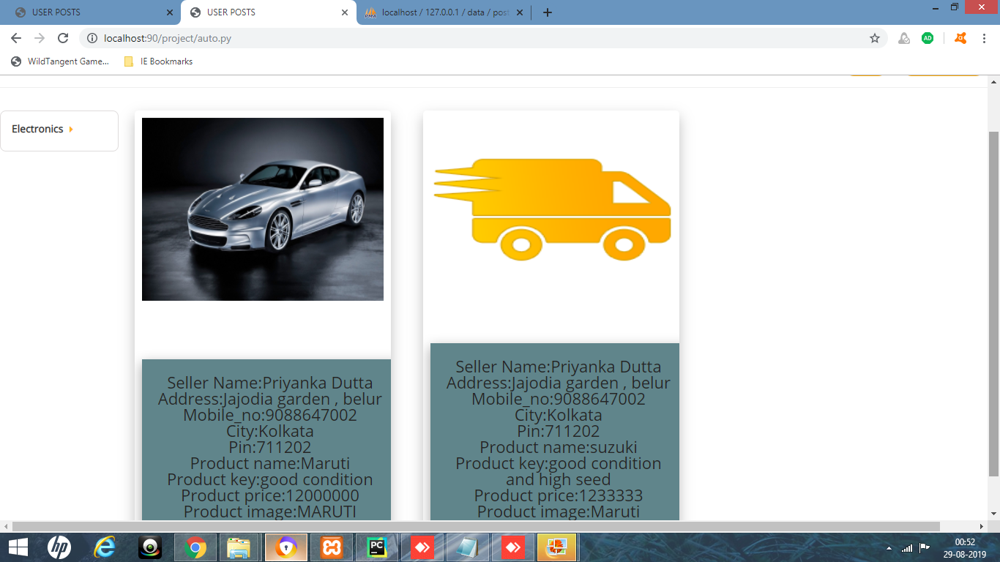 USER POSTS
USER POSTS
localhost / 127.0.0.1 / data / post
localhost:90/project/auto.py
AD
WildTangent Game...
IE Bookmarks
Electronics
Seller Name:Priyanka Dutta
Address:Jajodia garden , belur
Mobile_no:9088647002
City:Kolkata
Pin:711202
Product name:Maruti
Product key:good condition
Product price:12000000
Product image:MARUTI
Seller Name:Priyanka Dutta
Address:Jajodia garden , belur
Mobile_no:9088647002
City:Kolkata
Pin:711202
Product name:suzuki
Product key:good condition
and high seed
Product price:1233333
Product image:Maruti
hp
PC
00:52
29-08-2019